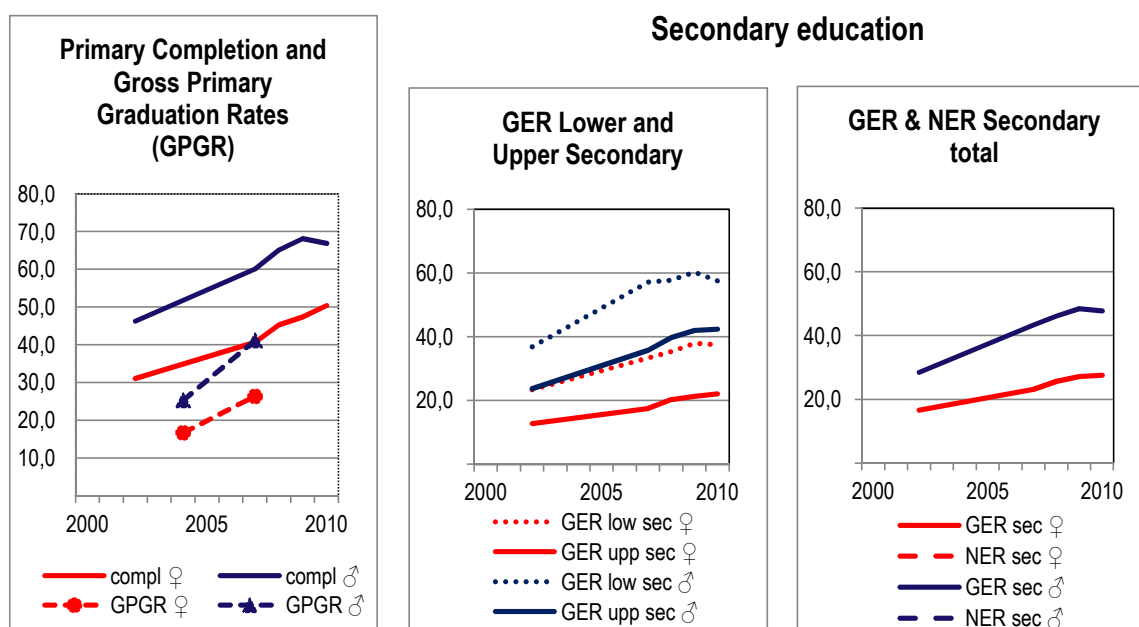 Secondary education
Primary Completion and
Gross Primary
Graduation Rates
(GPGR)
80,0
70,0
60,0
50,0
40,0
30,0
20,0
10,0
2000 2005 2010
compl ♀ compl ♂
GPGR ♀ GPGR ♂
GER Lower and
Upper Secondary
80,0
60,0
40,0
20,0
2000 2005 2010
GER low sec ♀
GER upp sec ♀
GER low sec ♂
GER upp sec ♂
GER & NER Secondary
total
80,0
60,0
40,0
20,0
2000 2005 2010
GER sec ♀
NER sec ♀
GER sec ♂
NER sec ♂